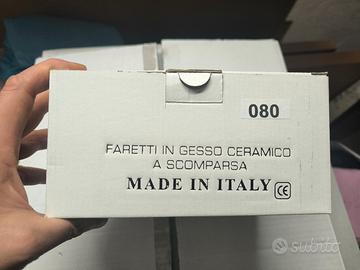 080
FARETTI IN GESSO CERAMICO
A SCOMPARSA
MADE IN ITALY CE
subito